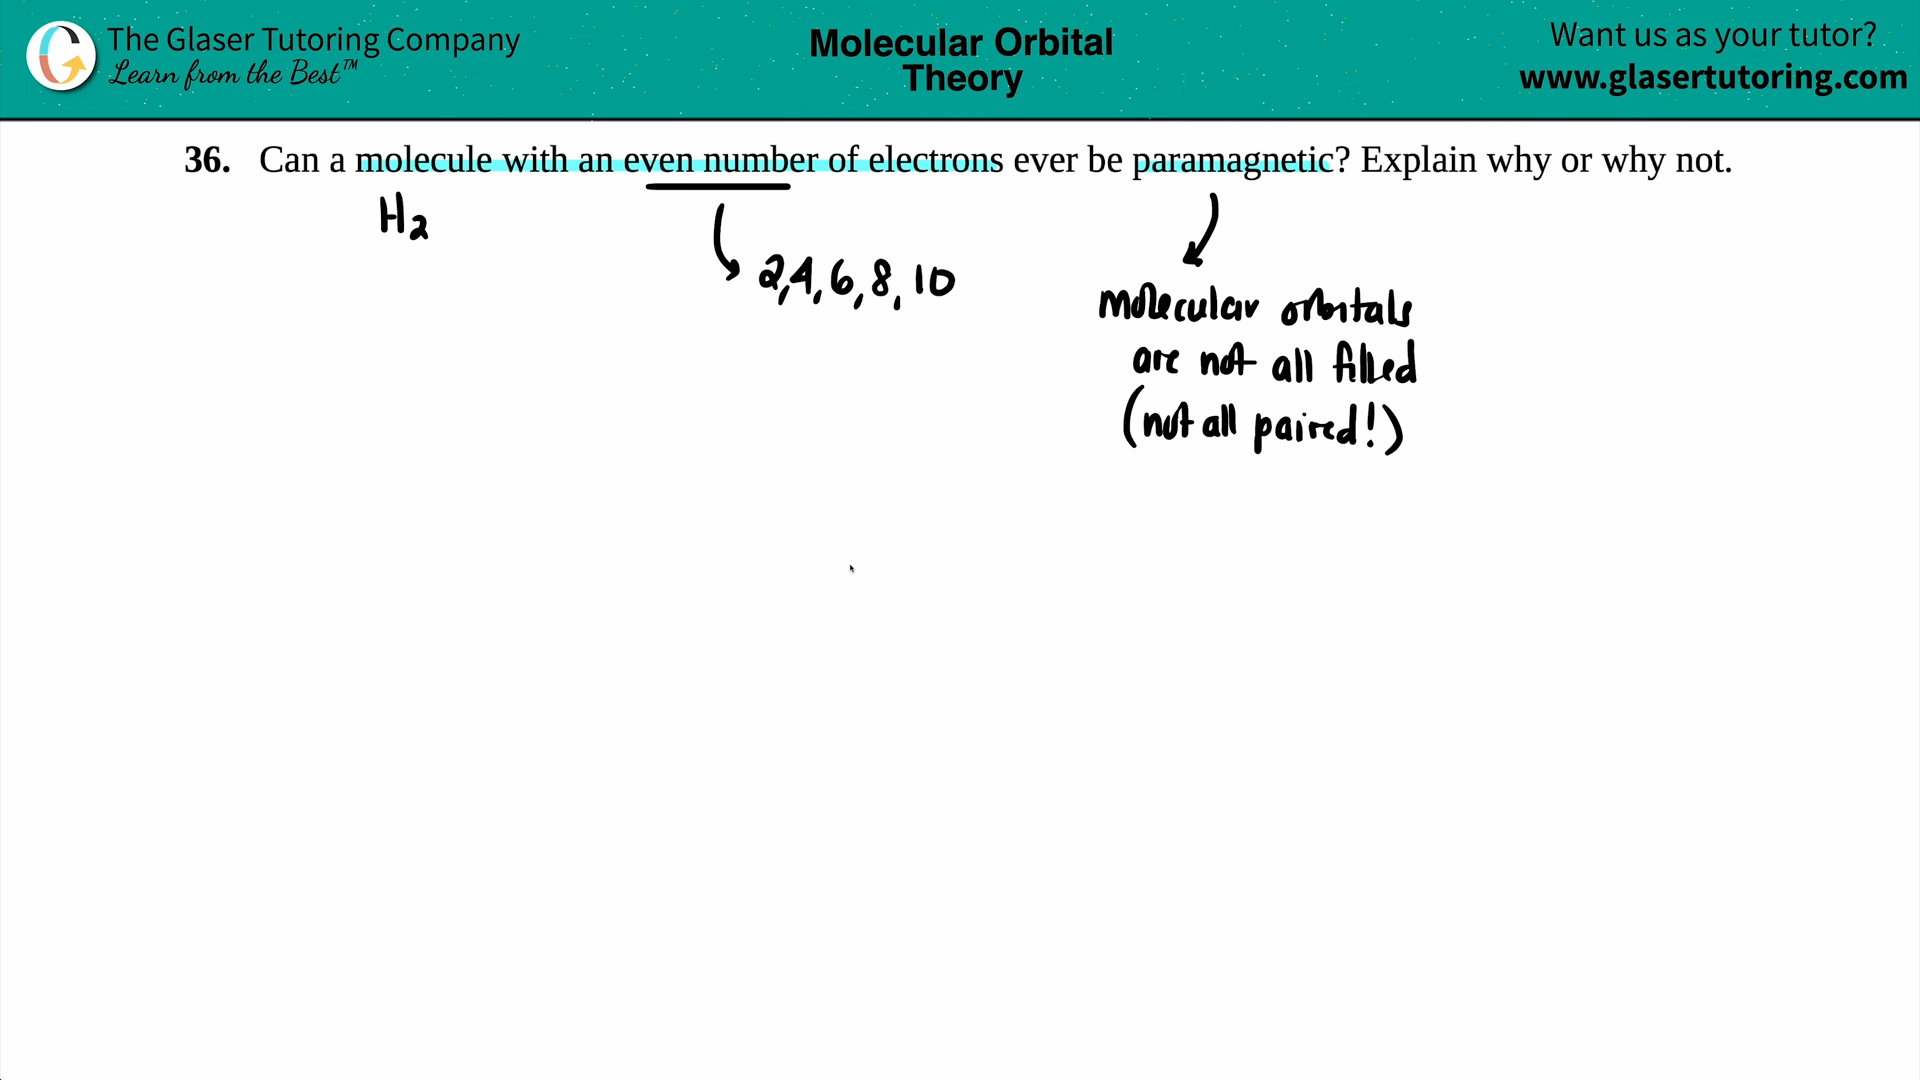 The Glaser Tutoring Company
Learn from the Best™
Molecular Orbital
Theory
Want us as your tutor?
www.glasertutoring.com
36. Can a molecule with an even number of electrons ever be paramagnetic? Explain why or why not.
H₂
2,4,6,8,10
molecular orbitals
are not all filled
(not all paired!)